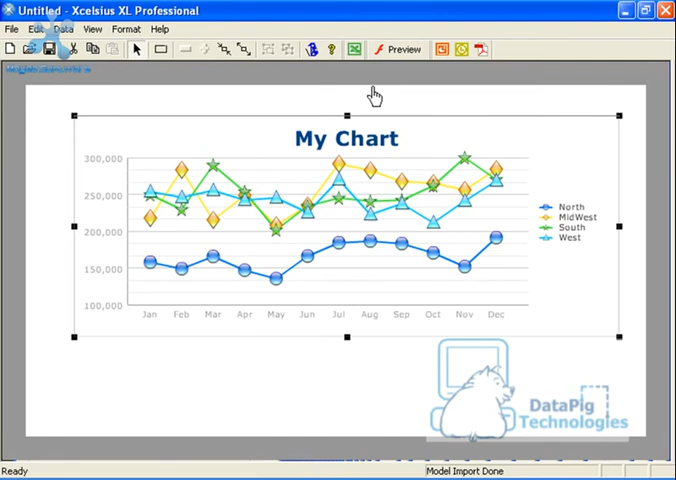 Untitled - Xcelsius XL Professional
File Edit Data View Format Help
Preview
My Chart
300,000
250,000
200,000
150,000
100,000
Jan Feb Mar Apr May Jun Jul Aug Sep Oct Nov Dec
North
MidWest
South
West
DataPig
Technologies
Ready
Model Import Done